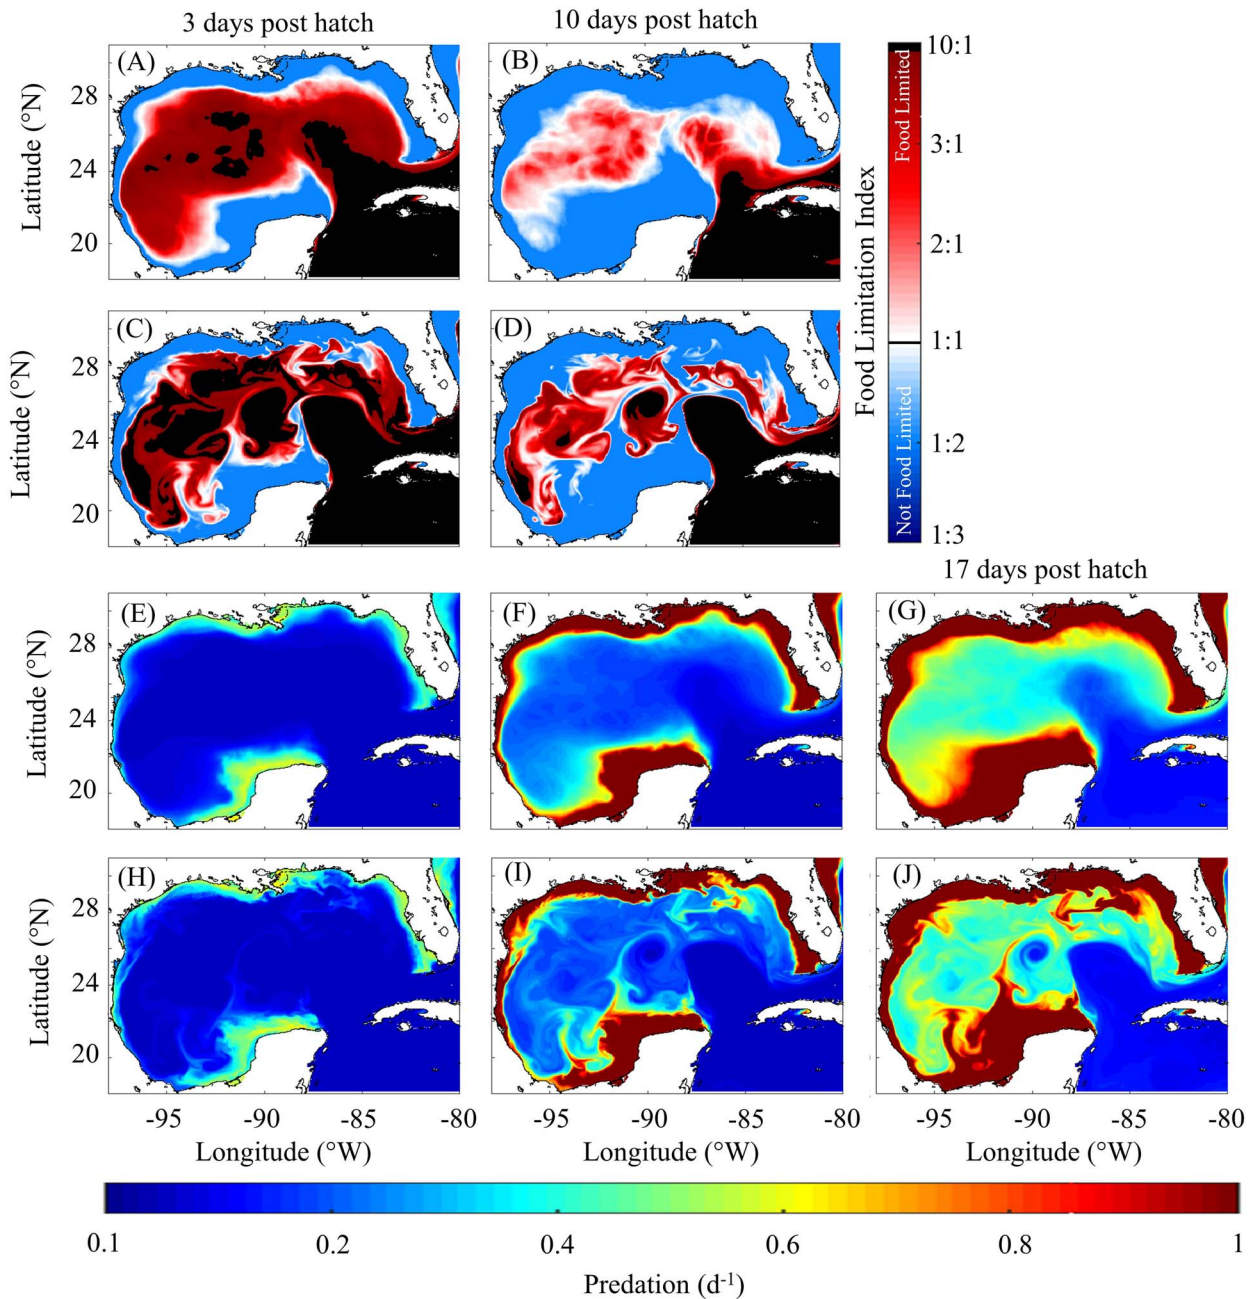 3 days post hatch
10 days post hatch
(A)
(B)
Latitude (°N)
28
24
20
10:1
3:1
2:1
1:1
1:2
1:3
Food Limited
Not Food Limited
Food Limitation Index
(C)
(D)
Latitude (°N)
28
24
20
17 days post hatch
(E)
(F)
(G)
Latitude (°N)
28
24
20
(H)
(I)
(J)
Latitude (°N)
28
24
20
-95 -90 -85 -80 -95 -90 -85 -80 -95 -90 -85 -80
Longitude (°W) Longitude (°W) Longitude (°W)
0.1 0.2 0.4 0.6 0.8 1
Predation (d-1)